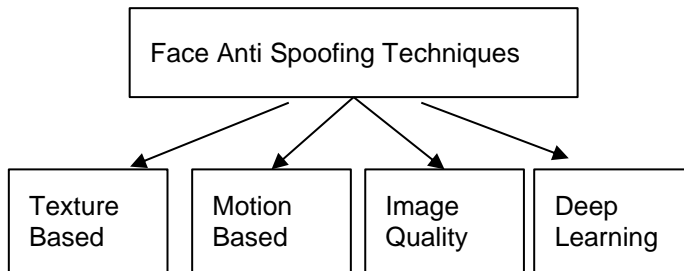 Face Anti Spoofing Techniques
Texture
Based
Motion
Based
Image
Quality
Deep
Learning